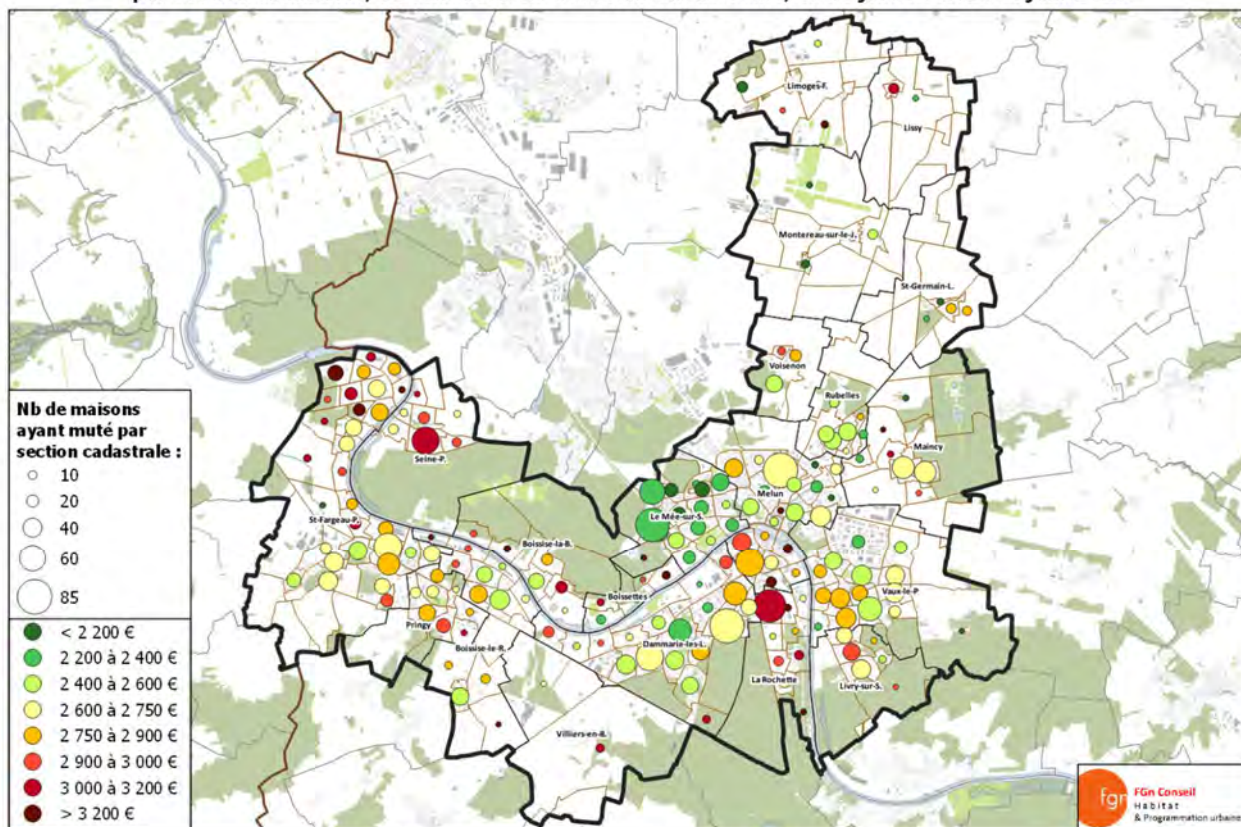 Limoges-F.
Lissy
Montereau-sur-le-J.
St-Germain-L.
Voisenon
Rubelles
Maincy
Nb de maisons
ayant muté par
section cadastrale :
10
20
40
60
85
Seine-P.
Melun
Le Mée-sur-S.
St-Fargeau-P.
Boissise-la-B.
Boissettes
Vaux-le-P
Pringy
Dammarie-les-L.
Boissise-le-R.
La Rochette
Livry-sur-S.
Villiers-en-B.
< 2 200 €
2 200 à 2 400 €
2 400 à 2 600 €
2 600 à 2 750 €
2 750 à 2 900 €
2 900 à 3 000 €
3 000 à 3 200 €
> 3 200 €
fgn
FGn Conseil
Habitat
& Programmation urbaine